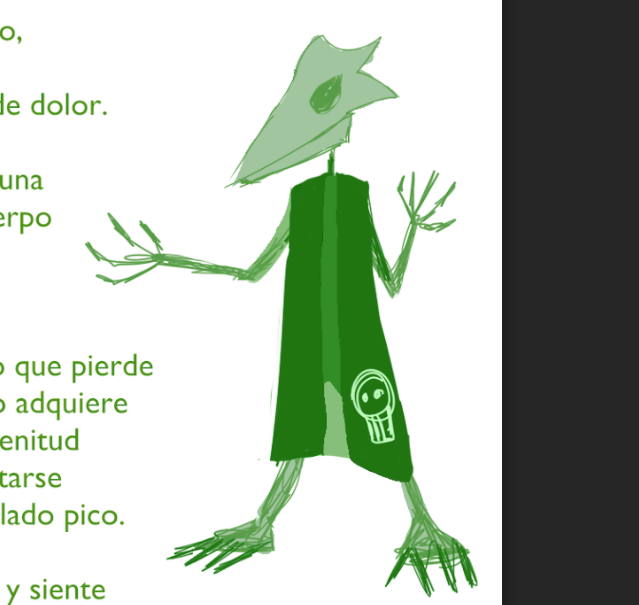 o,
de dolor.
una
erpo
o que pierde
o adquiere
enitud
tarse
lado pico.
y siente